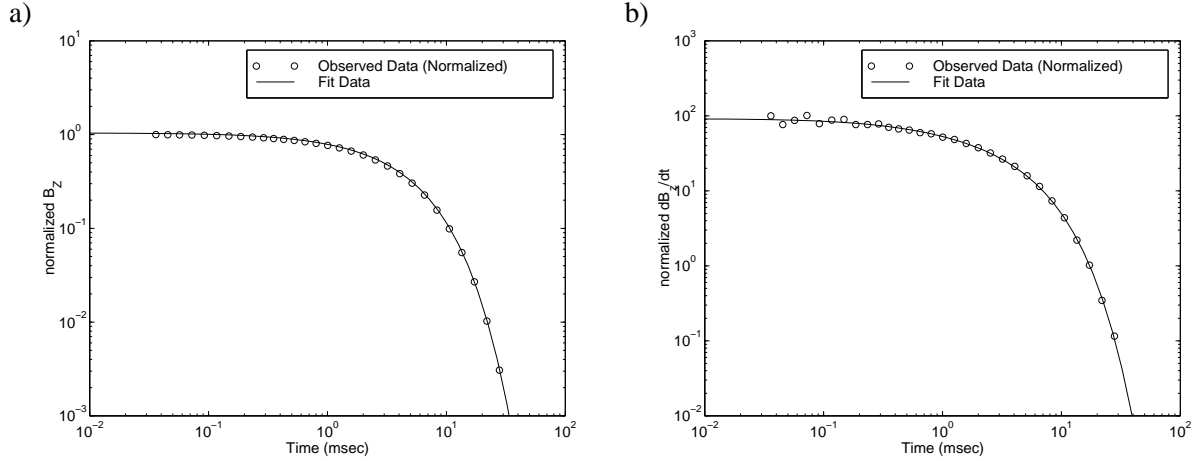 a)
10^1
10^0
10^-1
10^-2
10^-3
normalized B_Z
Observed Data (Normalized)
Fit Data
10^-2 10^-1 10^0 10^1 10^2
Time (msec)
b)
10^3
10^2
10^1
10^0
10^-1
10^-2
normalized dB_z/dt
Observed Data (Normalized)
Fit Data
10^-2 10^-1 10^0 10^1 10^2
Time (msec)